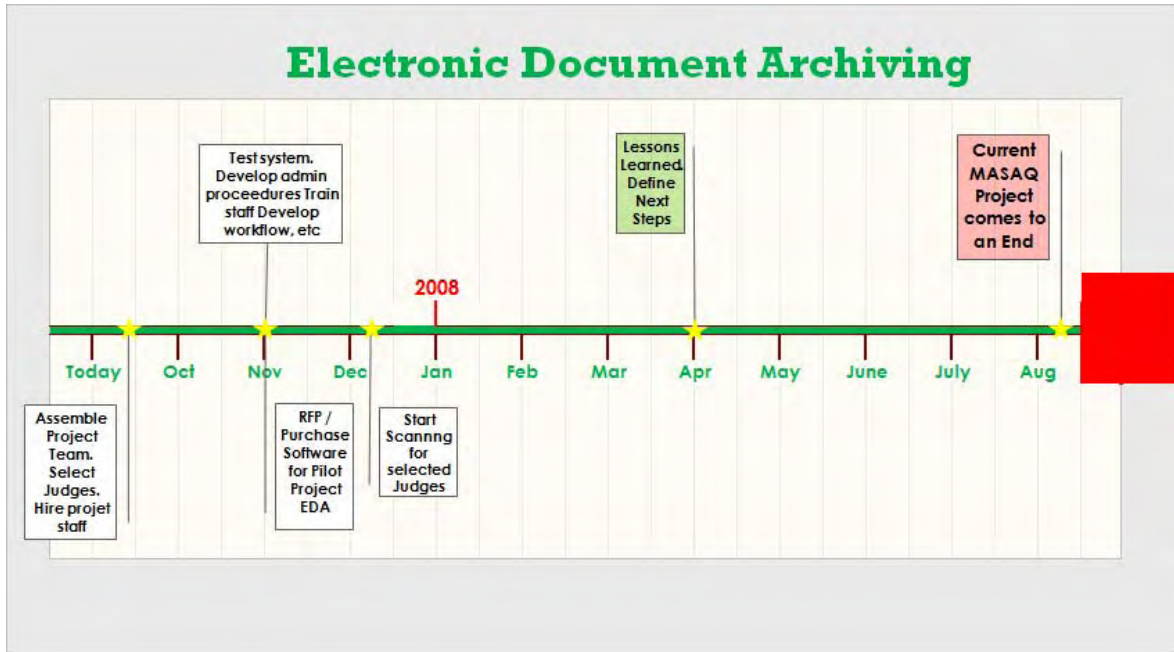 Electronic Document Archiving
Test system.
Develop admin
proceedures Train
staff Develop
workflow, etc
Lessons
Learned.
Define
Next
Steps
Current
MASAQ
Project
comes to
an End
2008
Today
Oct
Nov
Dec
Jan
Feb
Mar
Apr
May
June
July
Aug
Assemble
Project
Team.
Select
Judges.
Hire projet
staff
RFP /
Purchase
Software
for Pilot
Project
EDA
Start
Scannng
for
selected
Judges